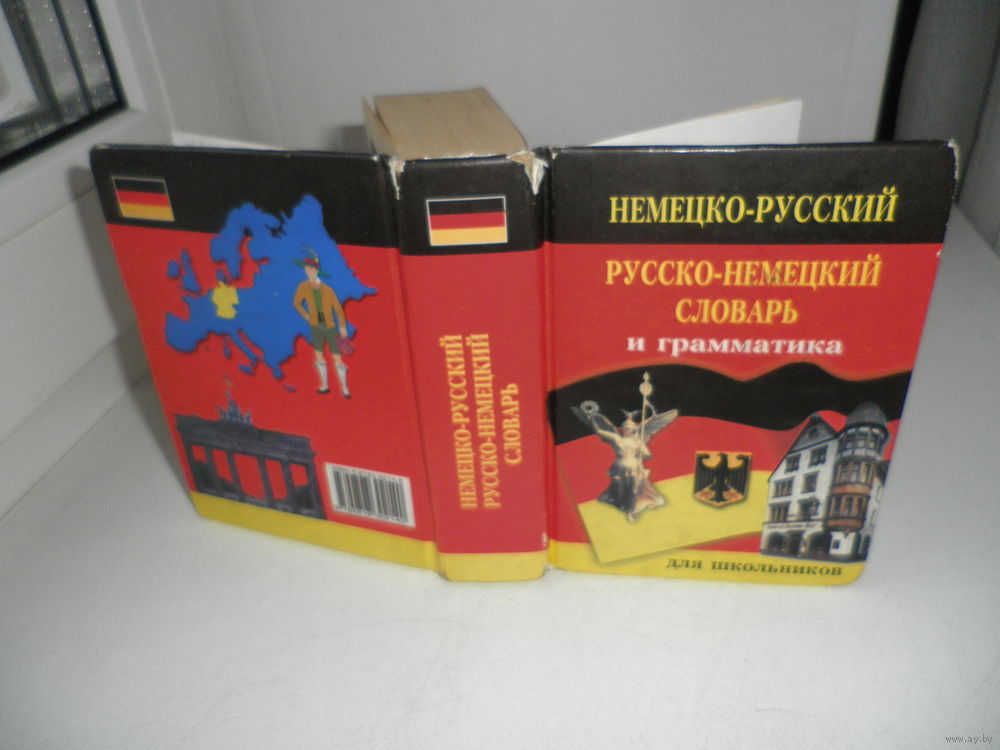 НЕМЕЦКО-РУССКИЙ
РУССКО-НЕМЕЦКИЙ
СЛОВАРЬ
и грамматика
для школьников
НЕМЕЦКО-РУССКИЙ
РУССКО-НЕМЕЦКИЙ
СЛОВАРЬ
www.ay.by